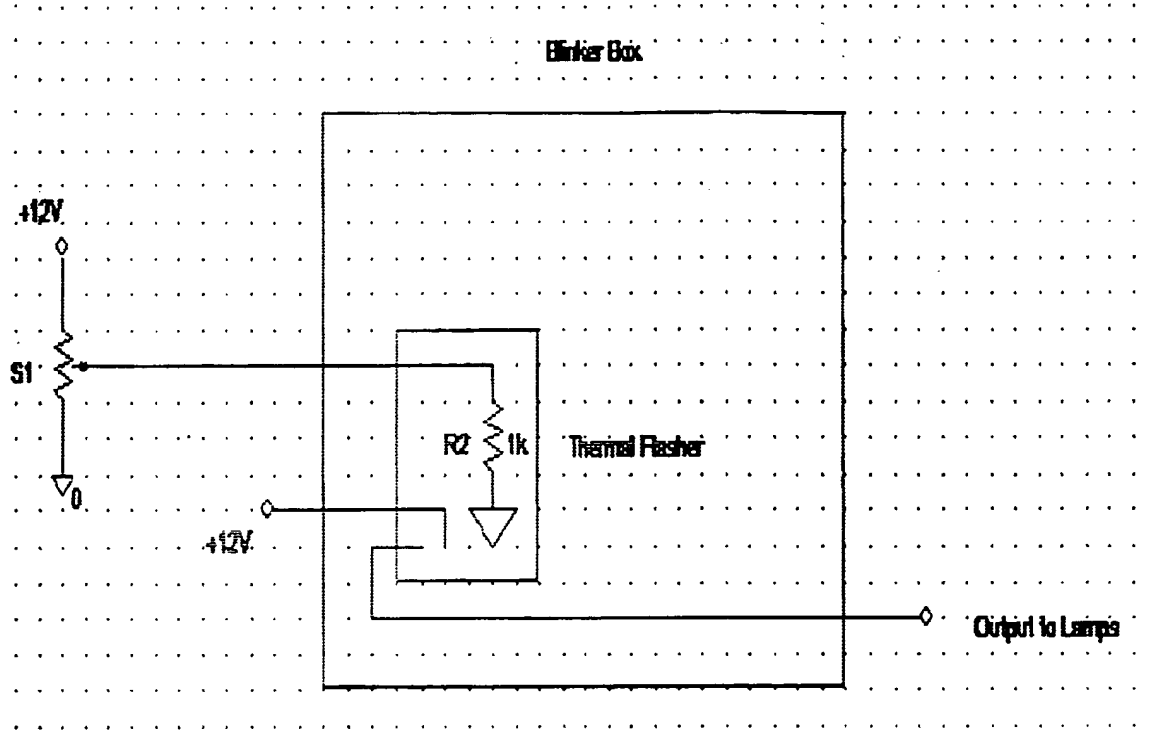 Blinker Box
+12V
S1
R2
1k
Thermal Flasher
0
+12V
Output to Lamps